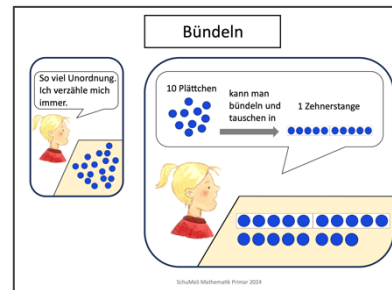 Bündeln
So viel Unordnung.
Ich verzähle mich
immer.
10 Plättchen
kann man
bündeln und
tauschen in
1 Zehnerstange
SchuMaS Mathematik Primar 2024